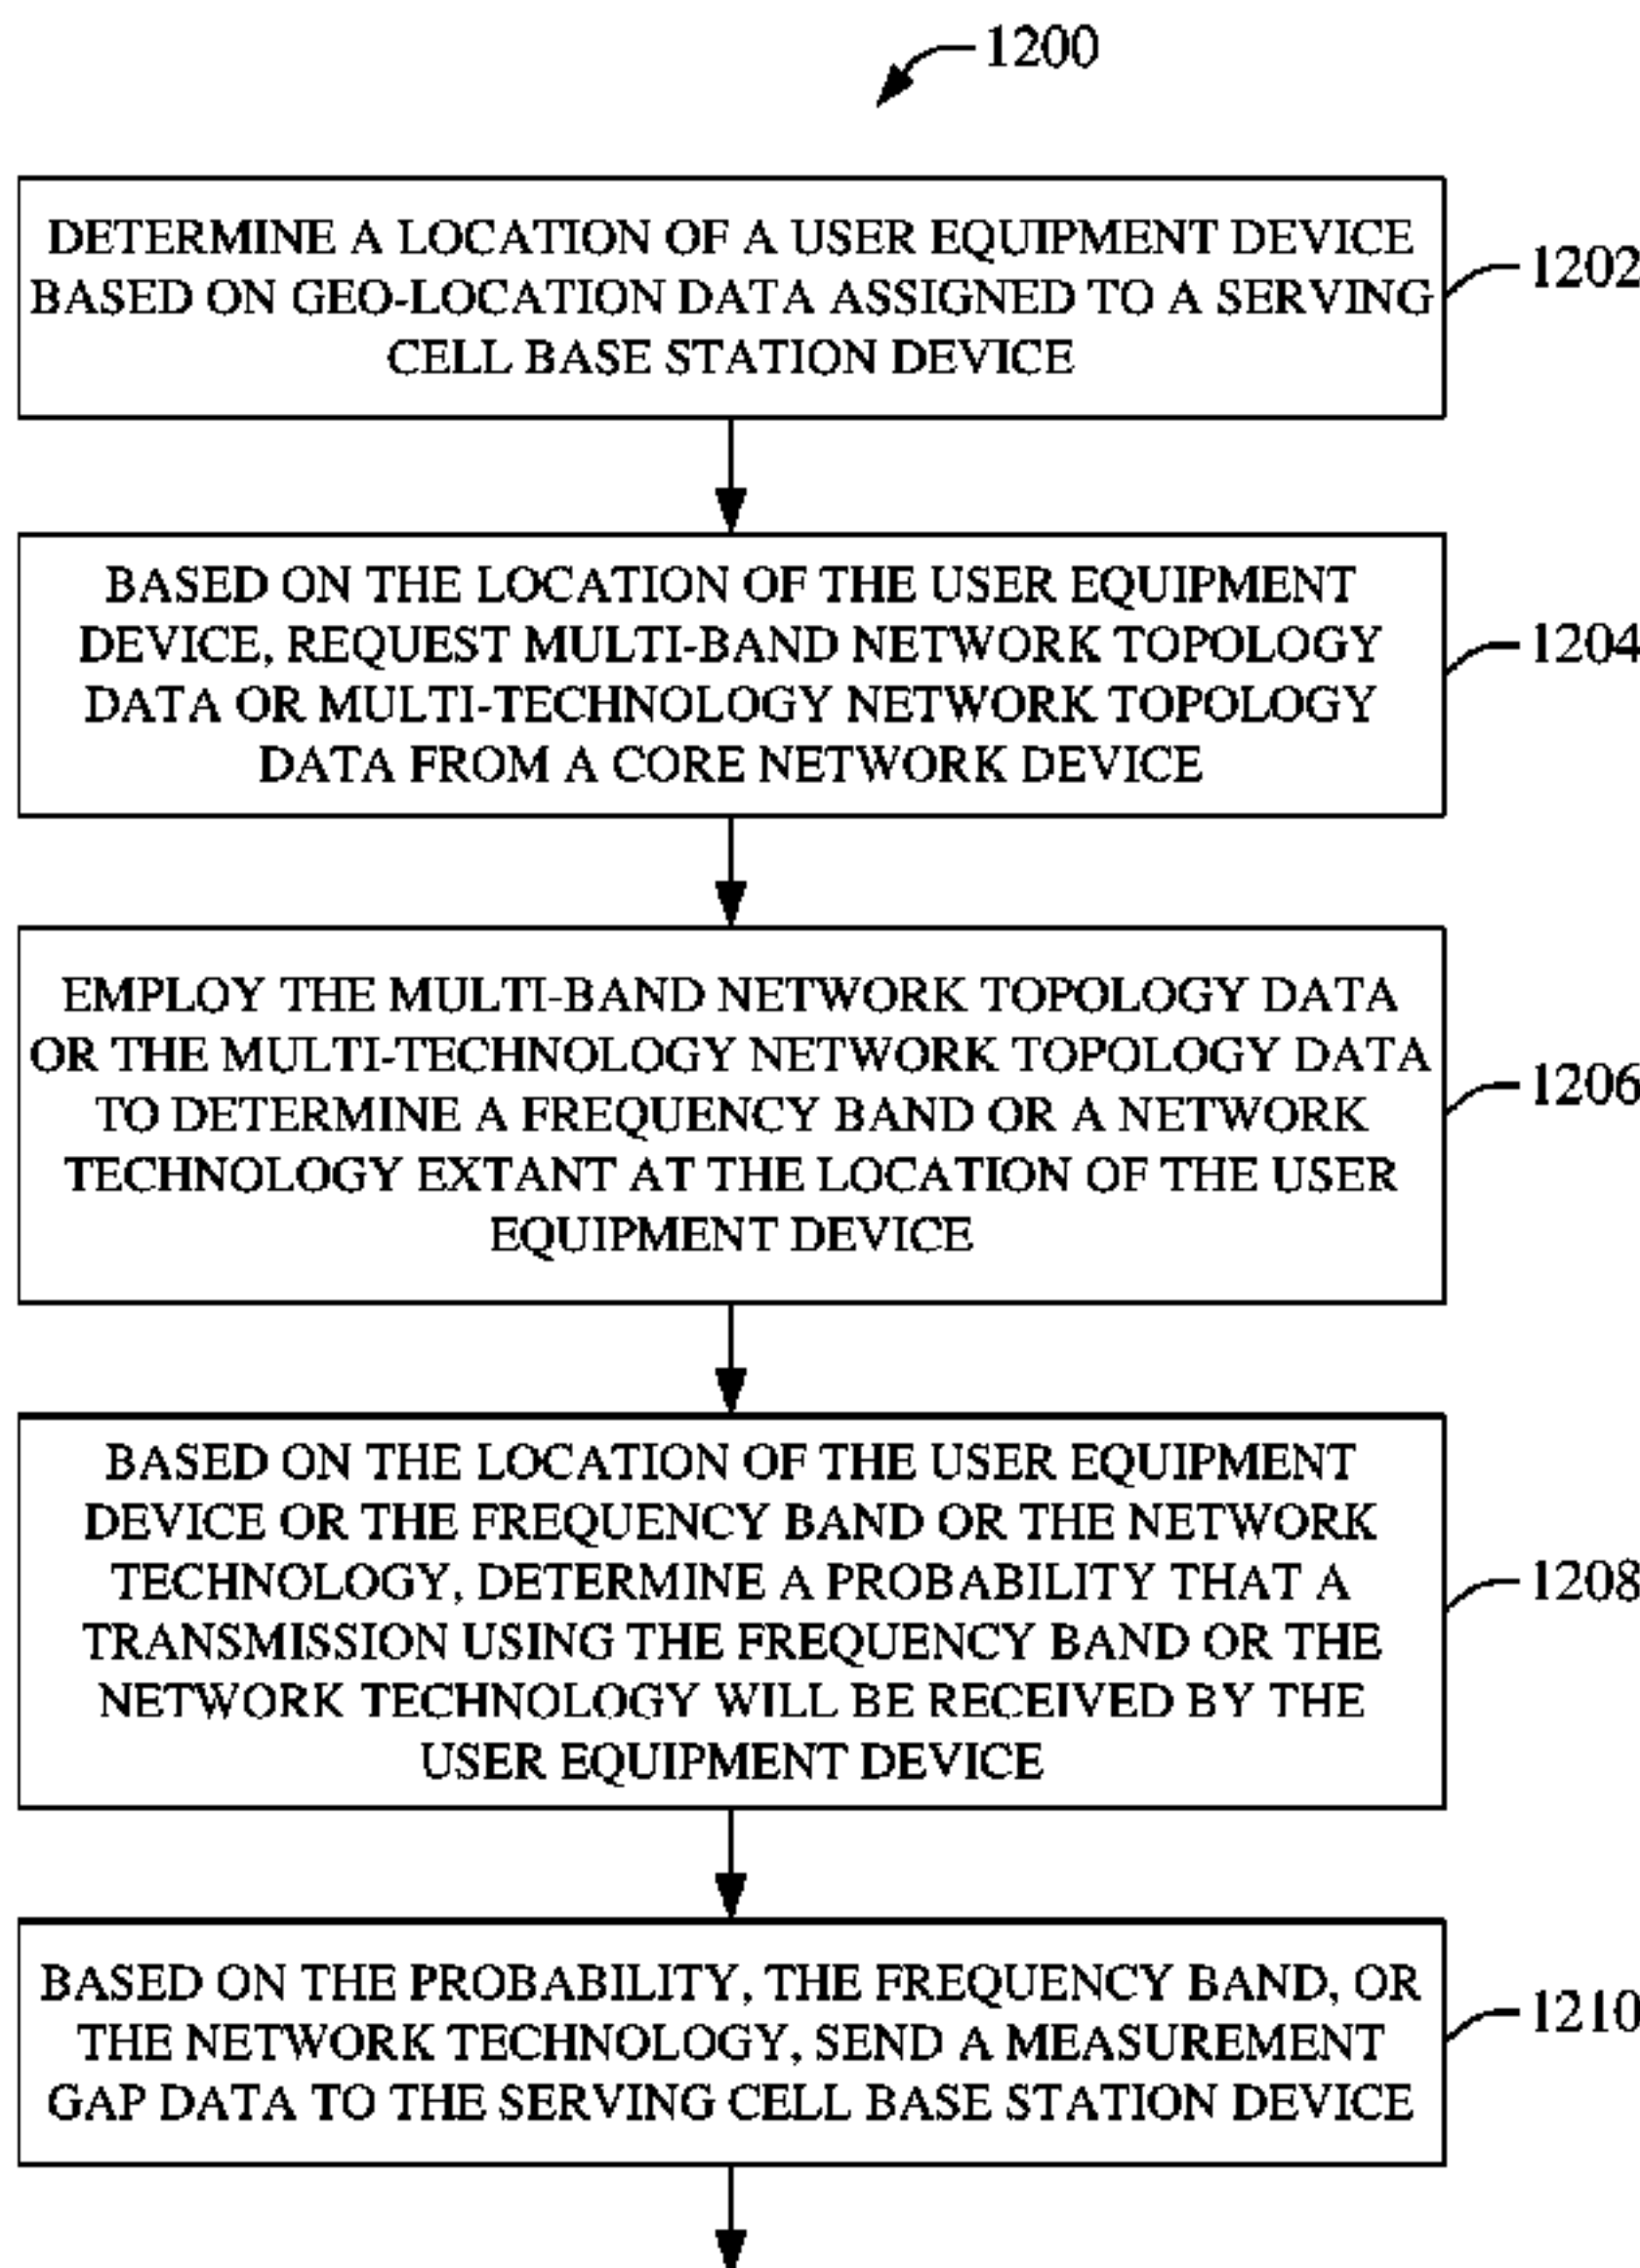 1200
DETERMINE A LOCATION OF A USER EQUIPMENT DEVICE
BASED ON GEO-LOCATION DATA ASSIGNED TO A SERVING
CELL BASE STATION DEVICE
1202
BASED ON THE LOCATION OF THE USER EQUIPMENT
DEVICE, REQUEST MULTI-BAND NETWORK TOPOLOGY
DATA OR MULTI-TECHNOLOGY NETWORK TOPOLOGY
DATA FROM A CORE NETWORK DEVICE
1204
EMPLOY THE MULTI-BAND NETWORK TOPOLOGY DATA
OR THE MULTI-TECHNOLOGY NETWORK TOPOLOGY DATA
TO DETERMINE A FREQUENCY BAND OR A NETWORK
TECHNOLOGY EXTANT AT THE LOCATION OF THE USER
EQUIPMENT DEVICE
1206
BASED ON THE LOCATION OF THE USER EQUIPMENT
DEVICE OR THE FREQUENCY BAND OR THE NETWORK
TECHNOLOGY, DETERMINE A PROBABILITY THAT A
TRANSMISSION USING THE FREQUENCY BAND OR THE
NETWORK TECHNOLOGY WILL BE RECEIVED BY THE
USER EQUIPMENT DEVICE
1208
BASED ON THE PROBABILITY, THE FREQUENCY BAND, OR
THE NETWORK TECHNOLOGY, SEND A MEASUREMENT
GAP DATA TO THE SERVING CELL BASE STATION DEVICE
1210